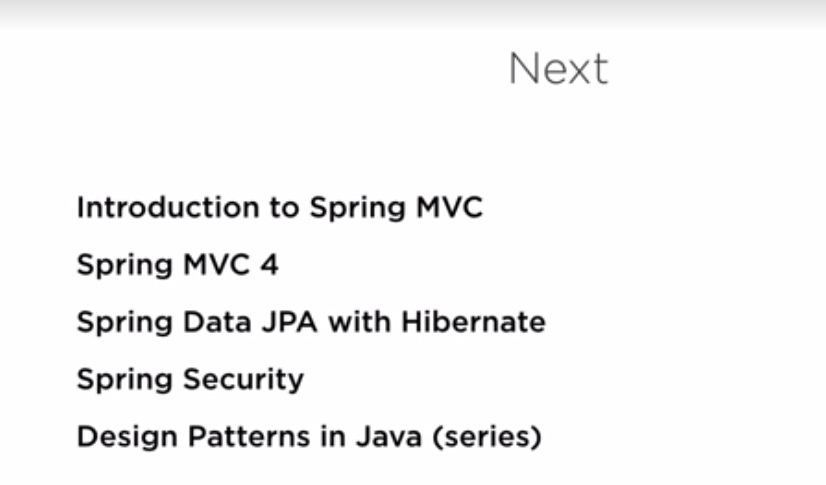 Next
Introduction to Spring MVC
Spring MVC 4
Spring Data JPA with Hibernate
Spring Security
Design Patterns in Java (series)